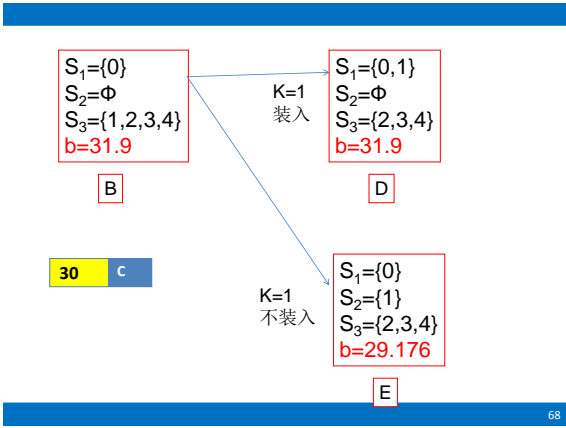 S₁={0}
S₂=Φ
S₃={1,2,3,4}
b=31.9
B
K=1
装入
S₁={0,1}
S₂=Φ
S₃={2,3,4}
b=31.9
D
30 C
K=1
不装入
S₁={0}
S₂={1}
S₃={2,3,4}
b=29.176
E
68